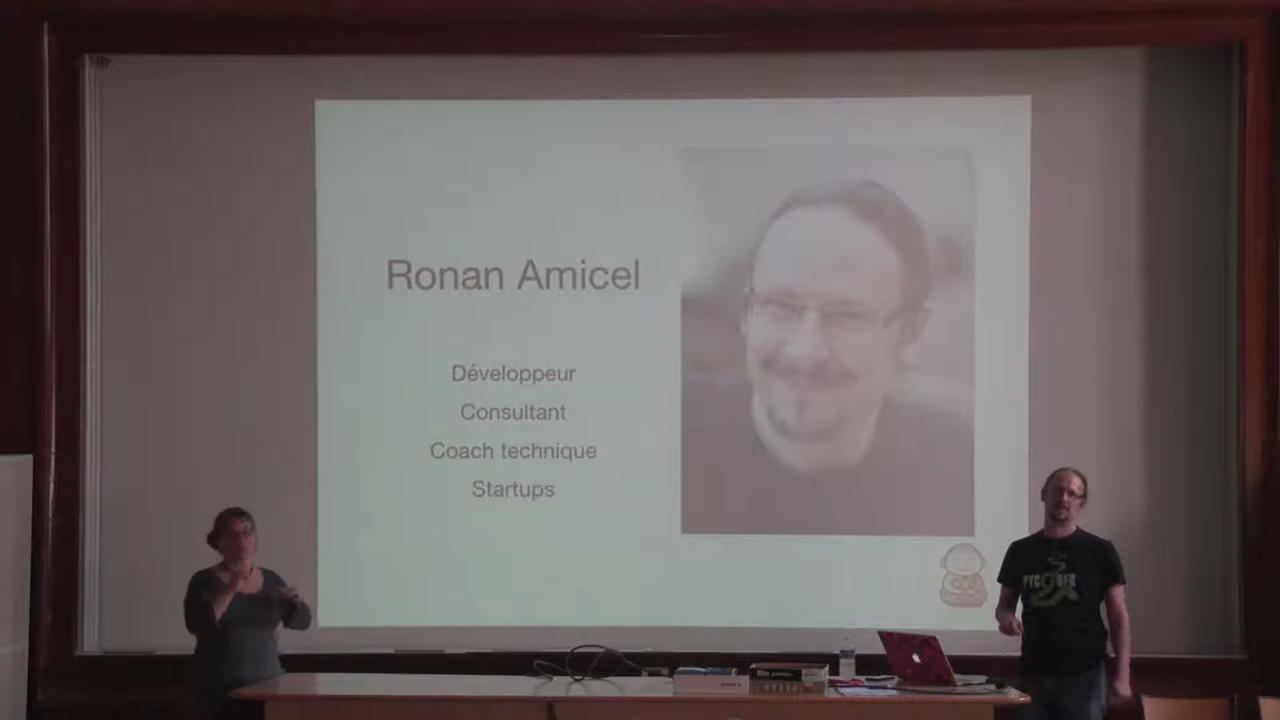 Ronan Amicel
Développeur
Consultant
Coach technique
Startups